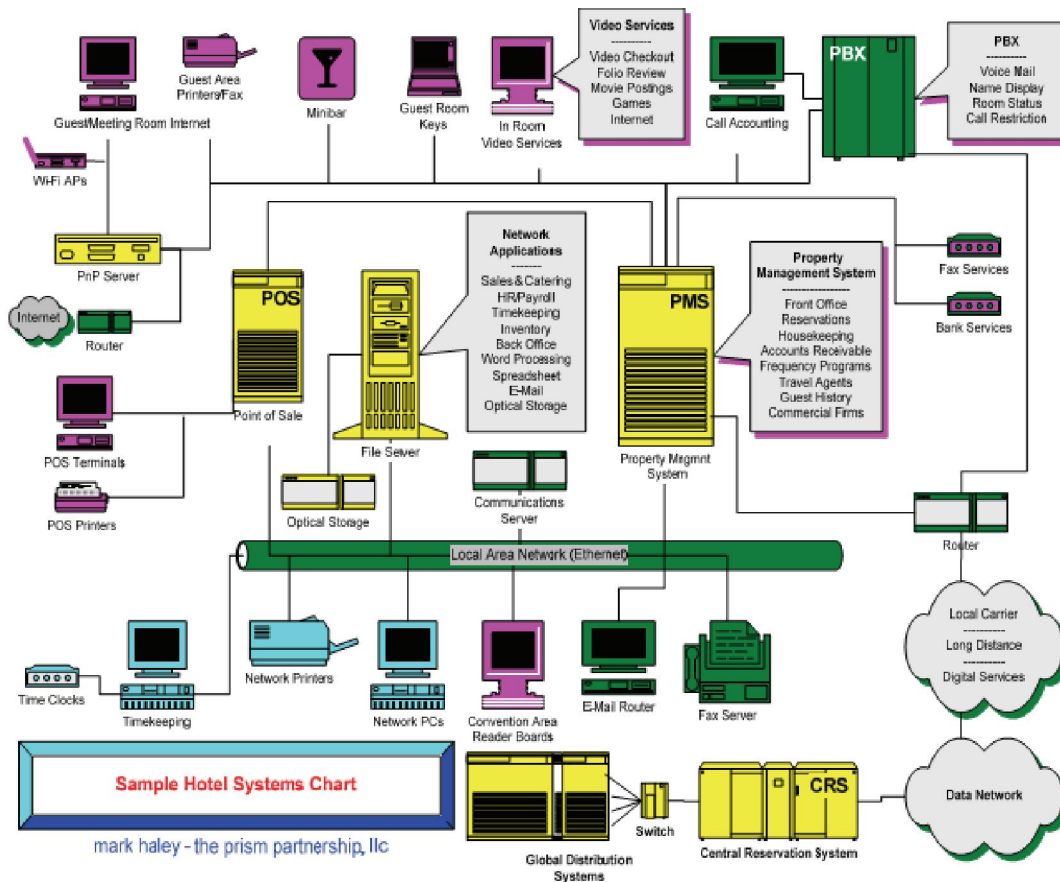 Guest/Meeting Room Internet
Guest Area
Printers/Fax
Minibar
Guest Room
Keys
In Room
Video Services
Video Services
----------
Video Checkout
Folio Review
Movie Postings
Games
Internet
Call Accounting
PBX
PBX
----------
Voice Mail
Name Display
Room Status
Call Restriction
Wi-Fi APs
PnP Server
Internet
Router
POS
Point of Sale
POS Terminals
POS Printers
File Server
Optical Storage
Network
Applications
-------
Sales & Catering
HR/Payroll
Timekeeping
Inventory
Back Office
Word Processing
Spreadsheet
E-Mail
Optical Storage
Communications
Server
PMS
Property Mngmnt
System
Property
Management System
--------------------
Front Office
Reservations
Housekeeping
Accounts Receivable
Frequency Programs
Travel Agents
Guest History
Commercial Firms
Fax Services
Bank Services
Router
Local Area Network (Ethernet)
Local Carrier
-----------
Long Distance
-----------
Digital Services
Time Clocks
Timekeeping
Network Printers
Network PCs
Convention Area
Reader Boards
E-Mail Router
Fax Server
Sample Hotel Systems Chart
mark haley - the prism partnership, llc
Global Distribution
Systems
Switch
CRS
Central Reservation System
Data Network